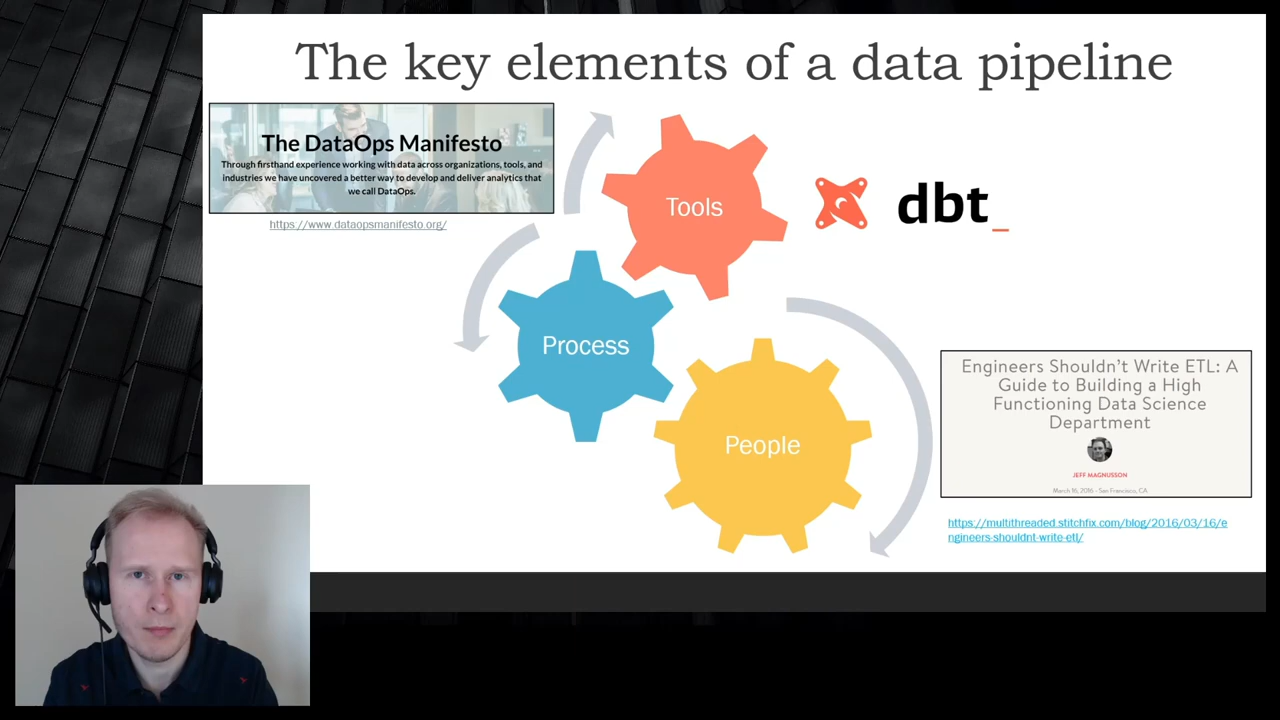 The key elements of a data pipeline
The DataOps Manifesto
Through firsthand experience working with data across organizations, tools, and
industries we have uncovered a better way to develop and deliver analytics that
we call DataOps.
https://www.dataopsmanifesto.org/
Tools
dbt_
Process
People
Engineers Shouldn't Write ETL: A
Guide to Building a High
Functioning Data Science
Department
JEFF MAGNUSSON
March 16, 2016 - San Francisco, CA
https://multithreaded.stitchfix.com/blog/2016/03/16/e
ngineers-shouldnt-write-etl/